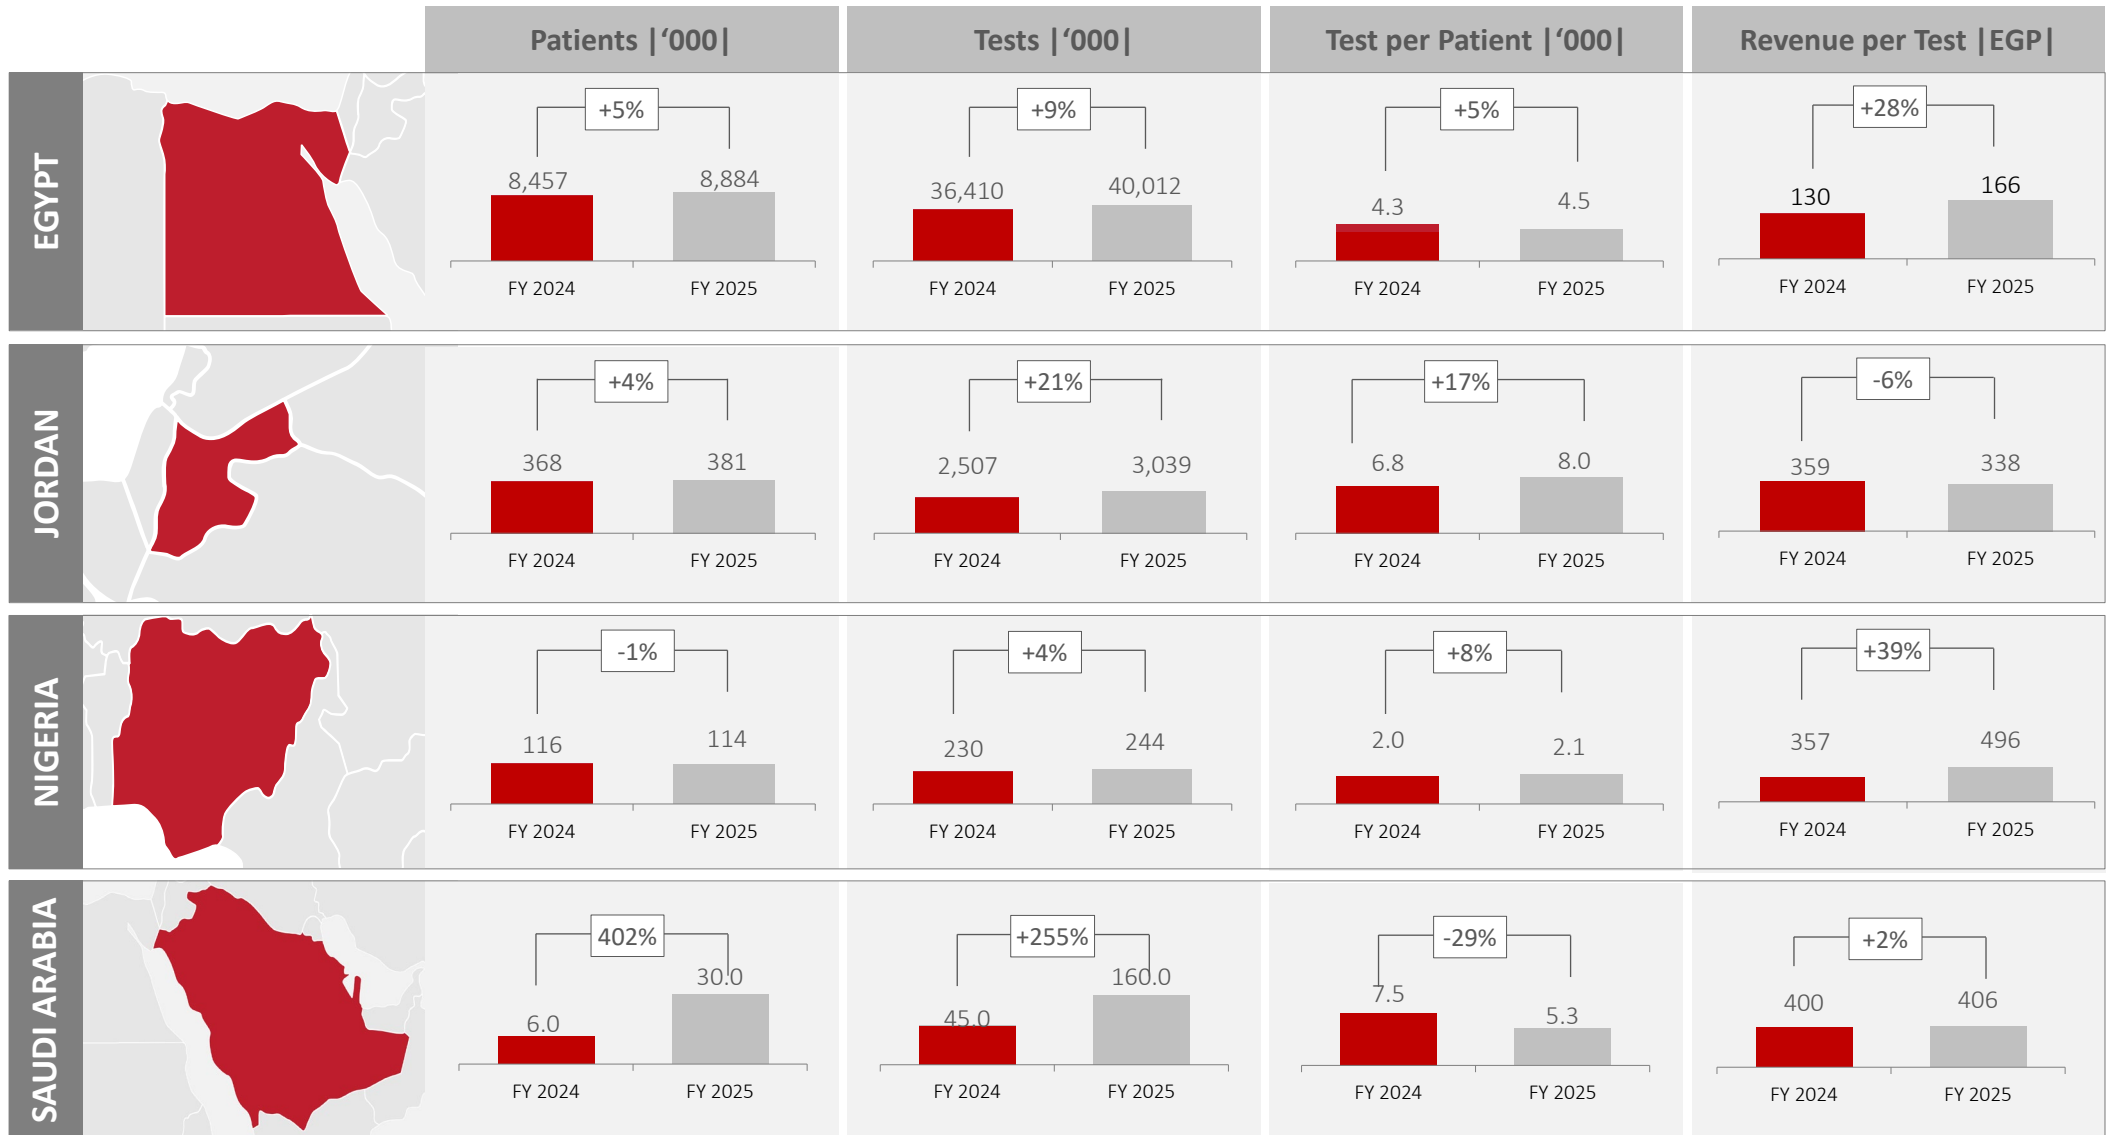 Patients |‘000|
Tests |‘000|
Test per Patient |‘000|
Revenue per Test |EGP|
EGYPT
+5%
8,457
8,884
FY 2024
FY 2025
+9%
36,410
40,012
FY 2024
FY 2025
+5%
4.3
4.5
FY 2024
FY 2025
+28%
130
166
FY 2024
FY 2025
JORDAN
+4%
368
381
FY 2024
FY 2025
+21%
2,507
3,039
FY 2024
FY 2025
+17%
6.8
8.0
FY 2024
FY 2025
-6%
359
338
FY 2024
FY 2025
NIGERIA
-1%
116
114
FY 2024
FY 2025
+4%
230
244
FY 2024
FY 2025
+8%
2.0
2.1
FY 2024
FY 2025
+39%
357
496
FY 2024
FY 2025
SAUDI ARABIA
402%
6.0
30.0
FY 2024
FY 2025
+255%
45.0
160.0
FY 2024
FY 2025
-29%
7.5
5.3
FY 2024
FY 2025
+2%
400
406
FY 2024
FY 2025